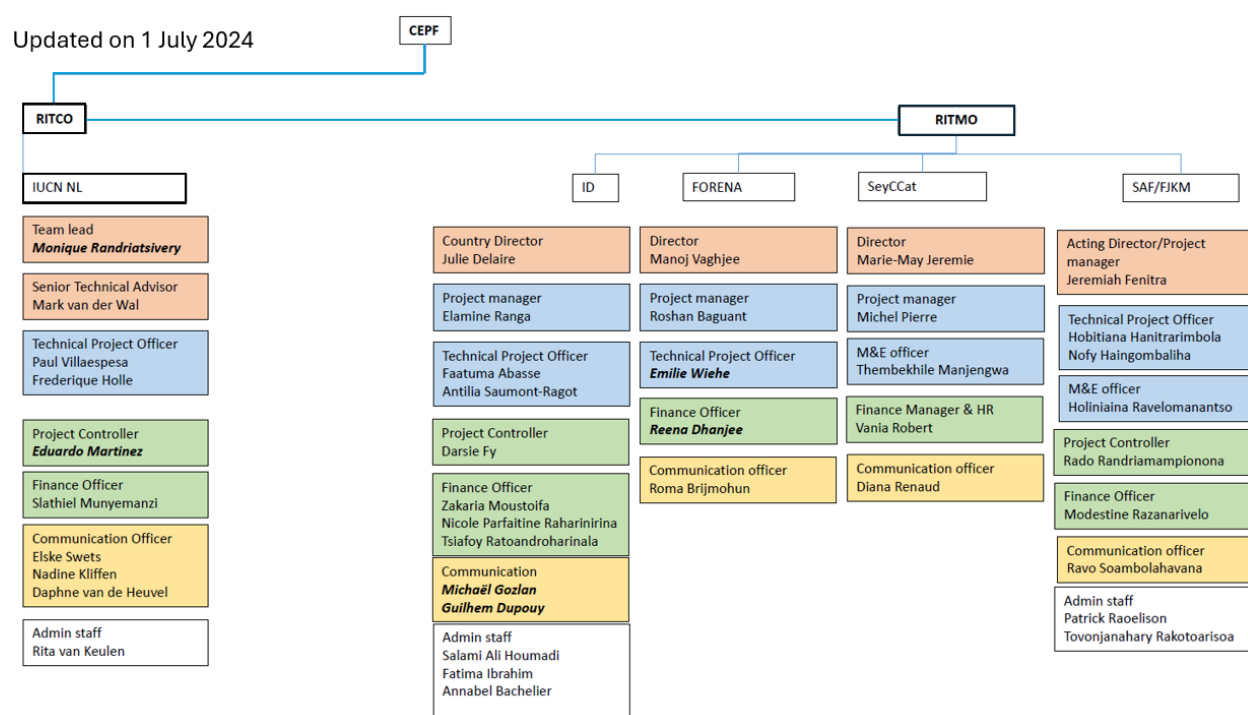 Updated on 1 July 2024
CEPF
RITCO
RITMO
IUCN NL
Team lead
Monique Randriatsivery
Senior Technical Advisor
Mark van der Wal
Technical Project Officer
Paul Villaespesa
Frederique Holle
Project Controller
Eduardo Martinez
Finance Officer
Slathiel Munyemanzi
Communication Officer
Elske Swets
Nadine Kliffen
Daphne van de Heuvel
Admin staff
Rita van Keulen
ID
Country Director
Julie Delaire
Project manager
Elamine Ranga
Technical Project Officer
Faatuma Abasse
Antilia Saumont-Ragot
Project Controller
Darsie Fy
Finance Officer
Zakaria Moustoifa
Nicole Parfaitine Raharinirina
Tsiafoy Ratoandroharinala
Communication
Michaël Gozlan
Guilhem Dupouy
Admin staff
Salami Ali Houmadi
Fatima Ibrahim
Annabel Bachelier
FORENA
Director
Manoj Vaghjee
Project manager
Roshan Baguant
Technical Project Officer
Emilie Wiehe
Finance Officer
Reena Dhanjee
Communication officer
Roma Brijmohun
SeyCCat
Director
Marie-May Jeremie
Project manager
Michel Pierre
M&E officer
Thembekhile Manjengwa
Finance Manager & HR
Vania Robert
Communication officer
Diana Renaud
SAF/FJKM
Acting Director/Project
manager
Jeremiah Fenitra
Technical Project Officer
Hobitiana Hanitrarimbola
Nofy Haingombaliha
M&E officer
Holiniaina Ravelomanantso
Project Controller
Rado Randriamampionona
Finance Officer
Modestine Razanarivelo
Communication officer
Ravo Soambolahavana
Admin staff
Patrick Raoelison
Tovonjanahary Rakotoarisoa